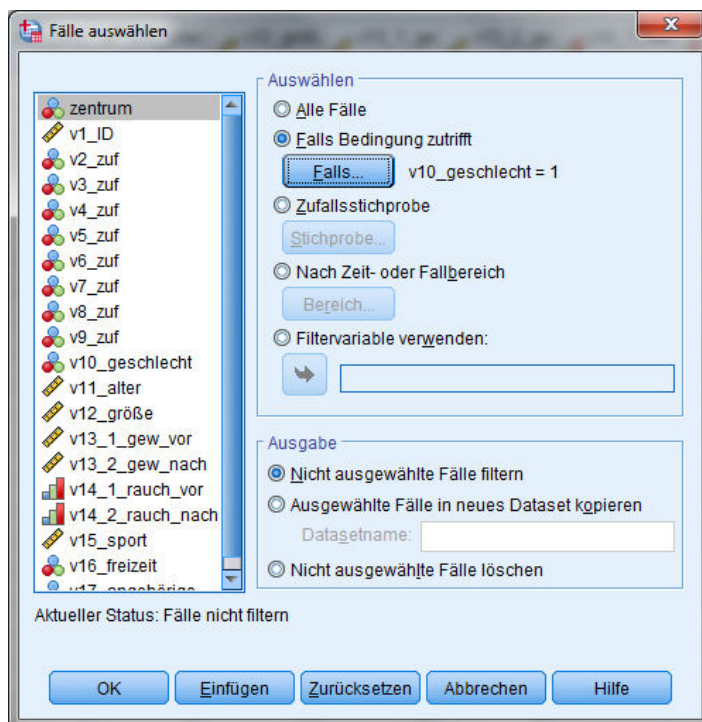 Fälle auswählen
zentrum
v1_ID
v2_zuf
v3_zuf
v4_zuf
v5_zuf
v6_zuf
v7_zuf
v8_zuf
v9_zuf
v10_geschlecht
v11_alter
v12_größe
v13_1_gew_vor
v13_2_gew_nach
v14_1_rauch_vor
v14_2_rauch_nach
v15_sport
v16_freizeit
v17_angehörige
Auswählen
Alle Fälle
Falls Bedingung zutrifft
Falls... v10_geschlecht = 1
Zufallsstichprobe
Stichprobe...
Nach Zeit- oder Fallbereich
Bereich...
Filtervariable verwenden:
Ausgabe
Nicht ausgewählte Fälle filtern
Ausgewählte Fälle in neues Dataset kopieren
Datasetname:
Nicht ausgewählte Fälle löschen
Aktueller Status: Fälle nicht filtern
OK Einfügen Zurücksetzen Abbrechen Hilfe